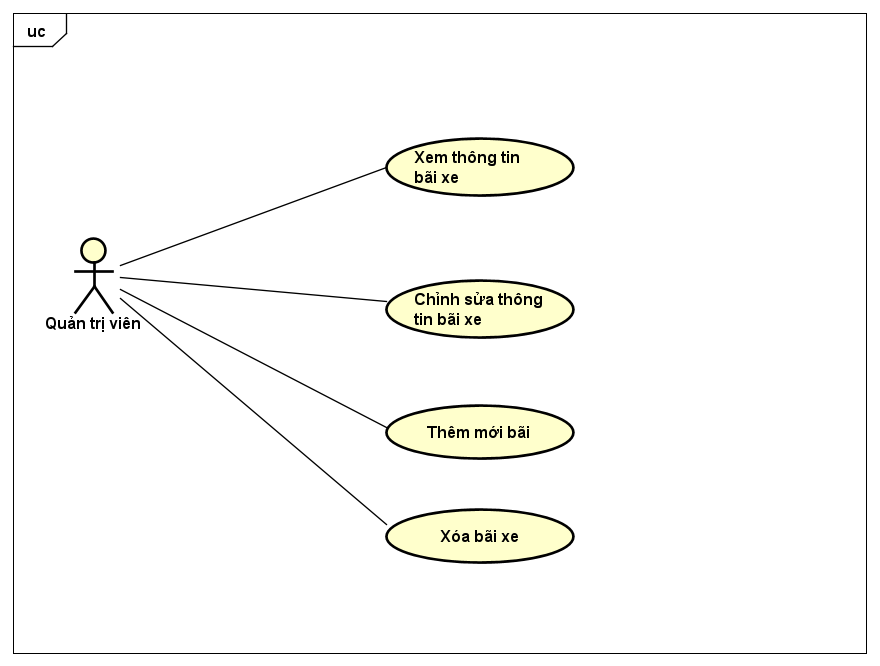 uc
Xem thông tin
bãi xe
Chỉnh sửa thông
tin bãi xe
Quản trị viên
Thêm mới bãi
Xóa bãi xe